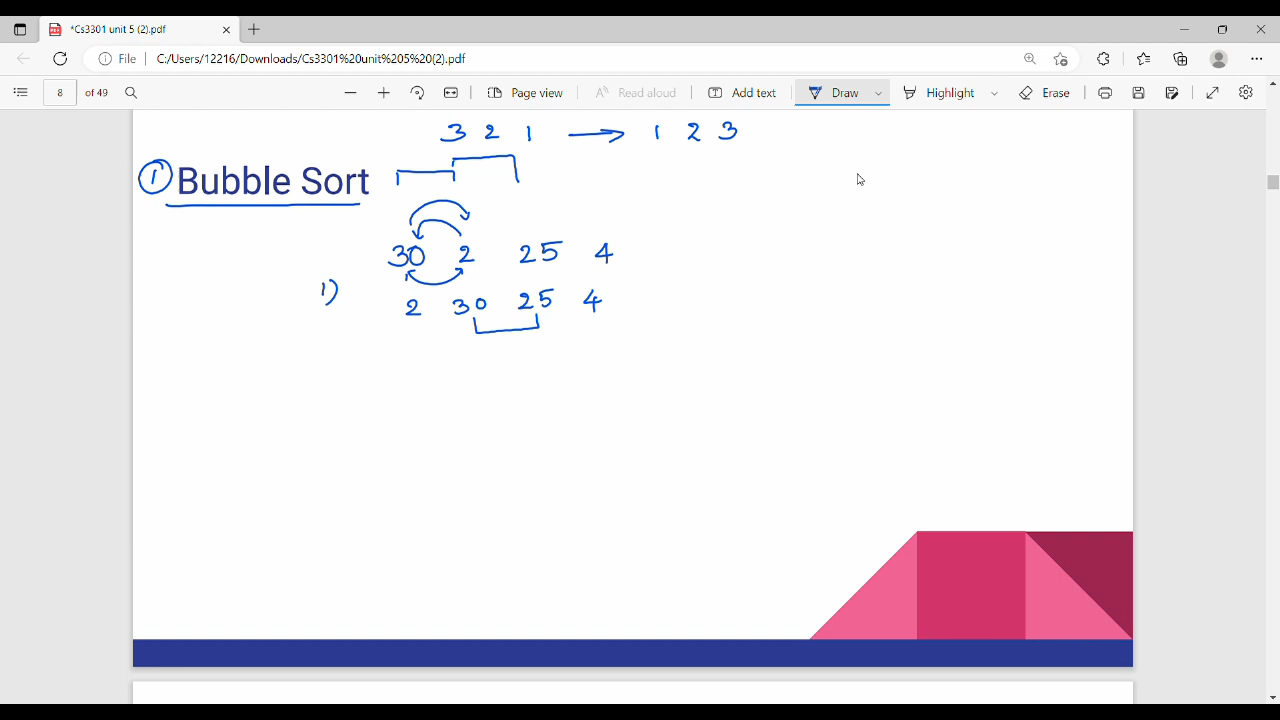 *Cs3301 unit 5 (2).pdf
File C:/Users/12216/Downloads/Cs3301%20unit%205%20(2).pdf
8 of 49 Page view Read aloud Add text Draw Highlight Erase
3 2 1 → 1 2 3
1 Bubble Sort
30 2 25 4
1) 2 30 25 4